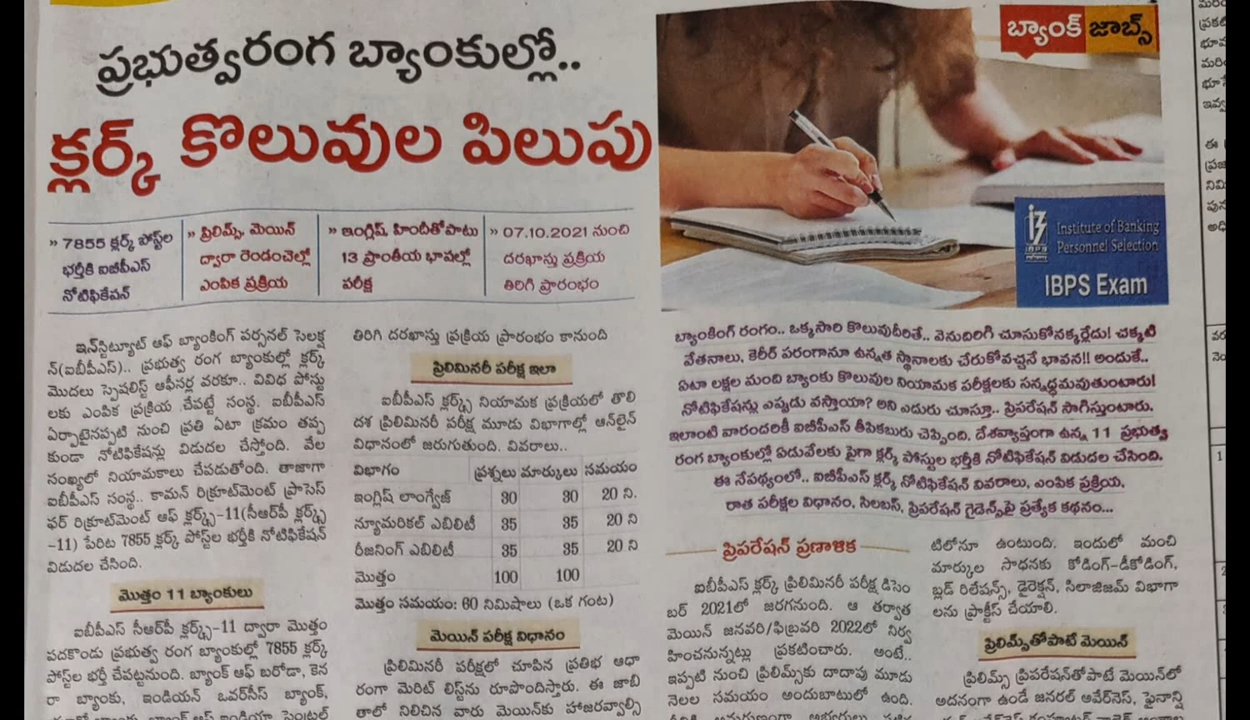 ప్రభుత్వరంగ బ్యాంకుల్లో..
క్లర్క్ కొలువుల పిలుపు
» 7855 క్లర్క్ పోస్ట్‌ల
భర్తీకి ఐబీపీఎస్
నోటిఫికేషన్
» ప్రిలిమ్స్, మెయిన్
ద్వారా రెండంచెల్లో
ఎంపిక ప్రక్రియ
» ఇంగ్లిష్, హిందీతోపాటు
13 ప్రాంతీయ భాషల్లో
పరీక్ష
» 07.10.2021 నుంచి
దరఖాస్తు ప్రక్రియ
తిరిగి ప్రారంభం
బ్యాంక్ జాబ్స్
IBPS
Institute of Banking
Personnel Selection
IBPS Exam
బ్యాంకింగ్ రంగం.. ఒక్కసారి కొలువుదీరితే.. వెనుదిరిగి చూసుకోనక్కర్లేదు! చక్కటి
వేతనాలు, కెరీర్ పరంగానూ ఉన్నత స్థానాలకు చేరుకోవచ్చనే భావన!! అందుకే..
ఏటా లక్షల మంది బ్యాంకు కొలువుల నియామక పరీక్షలకు సన్నద్ధమవుతుంటారు!
నోటిఫికేషన్లు ఎప్పుడు వస్తాయా? అని ఎదురు చూస్తూ.. ప్రిపరేషన్ సాగిస్తుంటారు.
ఇలాంటి వారందరికీ ఐబీపీఎస్ తీపికబురు చెప్పింది. దేశవ్యాప్తంగా ఉన్న 11 ప్రభుత్వ
రంగ బ్యాంకుల్లో ఏడువేలకు పైగా క్లర్క్ పోస్టుల భర్తీకి నోటిఫికేషన్ విడుదల చేసింది.
ఈ నేపథ్యంలో.. ఐబీపీఎస్ క్లర్క్ నోటిఫికేషన్ వివరాలు, ఎంపిక ప్రక్రియ,
రాత పరీక్షల విధానం, సిలబస్, ప్రిపరేషన్ గైడెన్స్‌పై ప్రత్యేక కథనం...
ఇన్‌స్టిట్యూట్ ఆఫ్ బ్యాంకింగ్ పర్సనల్ సెలక్ష
న్(ఐబీపీఎస్).. ప్రభుత్వ రంగ బ్యాంకుల్లో క్లర్క్
మొదలు స్పెషలిస్ట్ ఆఫీసర్ల వరకూ.. వివిధ పోస్టు
లకు ఎంపిక ప్రక్రియ చేపట్టే సంస్థ. ఐబీపీఎస్
ఏర్పాటైనప్పటి నుంచి ప్రతి ఏటా క్రమం తప్ప
కుండా నోటిఫికేషన్లు విడుదల చేస్తోంది. వేల
సంఖ్యలో నియామకాలు చేపడుతోంది. తాజాగా
ఐబీపీఎస్ సంస్థ.. కామన్ రిక్రూట్‌మెంట్ ప్రాసెస్
ఫర్ రిక్రూట్‌మెంట్ ఆఫ్ క్లర్క్స్-11(సీఆర్‌పీ క్లర్క్స్
-11) పేరిట 7855 క్లర్క్ పోస్ట్‌ల భర్తీకి నోటిఫికేషన్
విడుదల చేసింది.
మొత్తం 11 బ్యాంకులు
ఐబీపీఎస్ సీఆర్‌పీ క్లర్క్స్-11 ద్వారా మొత్తం
పదకొండు ప్రభుత్వ రంగ బ్యాంకుల్లో 7855 క్లర్క్
పోస్ట్‌ల భర్తీ చేపట్టనుంది. బ్యాంక్ ఆఫ్ బరోడా, కెన
రా బ్యాంకు, ఇండియన్ ఓవర్‌సీస్ బ్యాంక్,
తిరిగి దరఖాస్తు ప్రక్రియ ప్రారంభం కానుంది
ప్రిలిమినరీ పరీక్ష ఇలా
ఐబీపీఎస్ క్లర్క్స్ నియామక ప్రక్రియలో తొలి
దశ ప్రిలిమినరీ పరీక్ష మూడు విభాగాల్లో ఆన్‌లైన్
విధానంలో జరుగుతుంది. వివరాలు..
విభాగం ప్రశ్నలు మార్కులు సమయం
ఇంగ్లిష్ లాంగ్వేజ్ 30 30 20 ని.
న్యూమరికల్ ఎబిలిటీ 35 35 20 ని
రీజనింగ్ ఎబిలిటీ 35 35 20 ని
మొత్తం 100 100
మొత్తం సమయం: 60 నిమిషాలు (ఒక గంట)
మెయిన్ పరీక్ష విధానం
ప్రిలిమినరీ పరీక్షలో చూపిన ప్రతిభ ఆధా
రంగా మెరిట్ లిస్ట్‌ను రూపొందిస్తారు. ఈ జాబి
తాలో నిలిచిన వారు మెయిన్‌కు హాజరవ్వాల్సి
ప్రిపరేషన్ ప్రణాళిక
ఐబీపీఎస్ క్లర్క్ ప్రిలిమినరీ పరీక్ష డిసెం
బర్ 2021లో జరగనుంది. ఆ తర్వాత
మెయిన్ జనవరి/ఫిబ్రవరి 2022లో నిర్వ
హించనున్నట్లు ప్రకటించారు. అంటే..
ఇప్పటి నుంచి ప్రిలిమ్స్‌కు దాదాపు మూడు
నెలల సమయం అందుబాటులో ఉంది.
టిలోనూ ఉంటుంది. ఇందులో మంచి
మార్కుల సాధనకు కోడింగ్-డీకోడింగ్,
బ్లడ్ రిలేషన్స్, డైరెక్షన్, సిలాజిజమ్ విభాగా
లను ప్రాక్టీస్ చేయాలి.
ప్రిలిమ్స్‌తోపాటే మెయిన్
ప్రిలిమ్స్ ప్రిపరేషన్‌తోపాటే మెయిన్‌లో
అదనంగా ఉండే జనరల్ అవేర్‌నెస్, ఫైనాన్షి